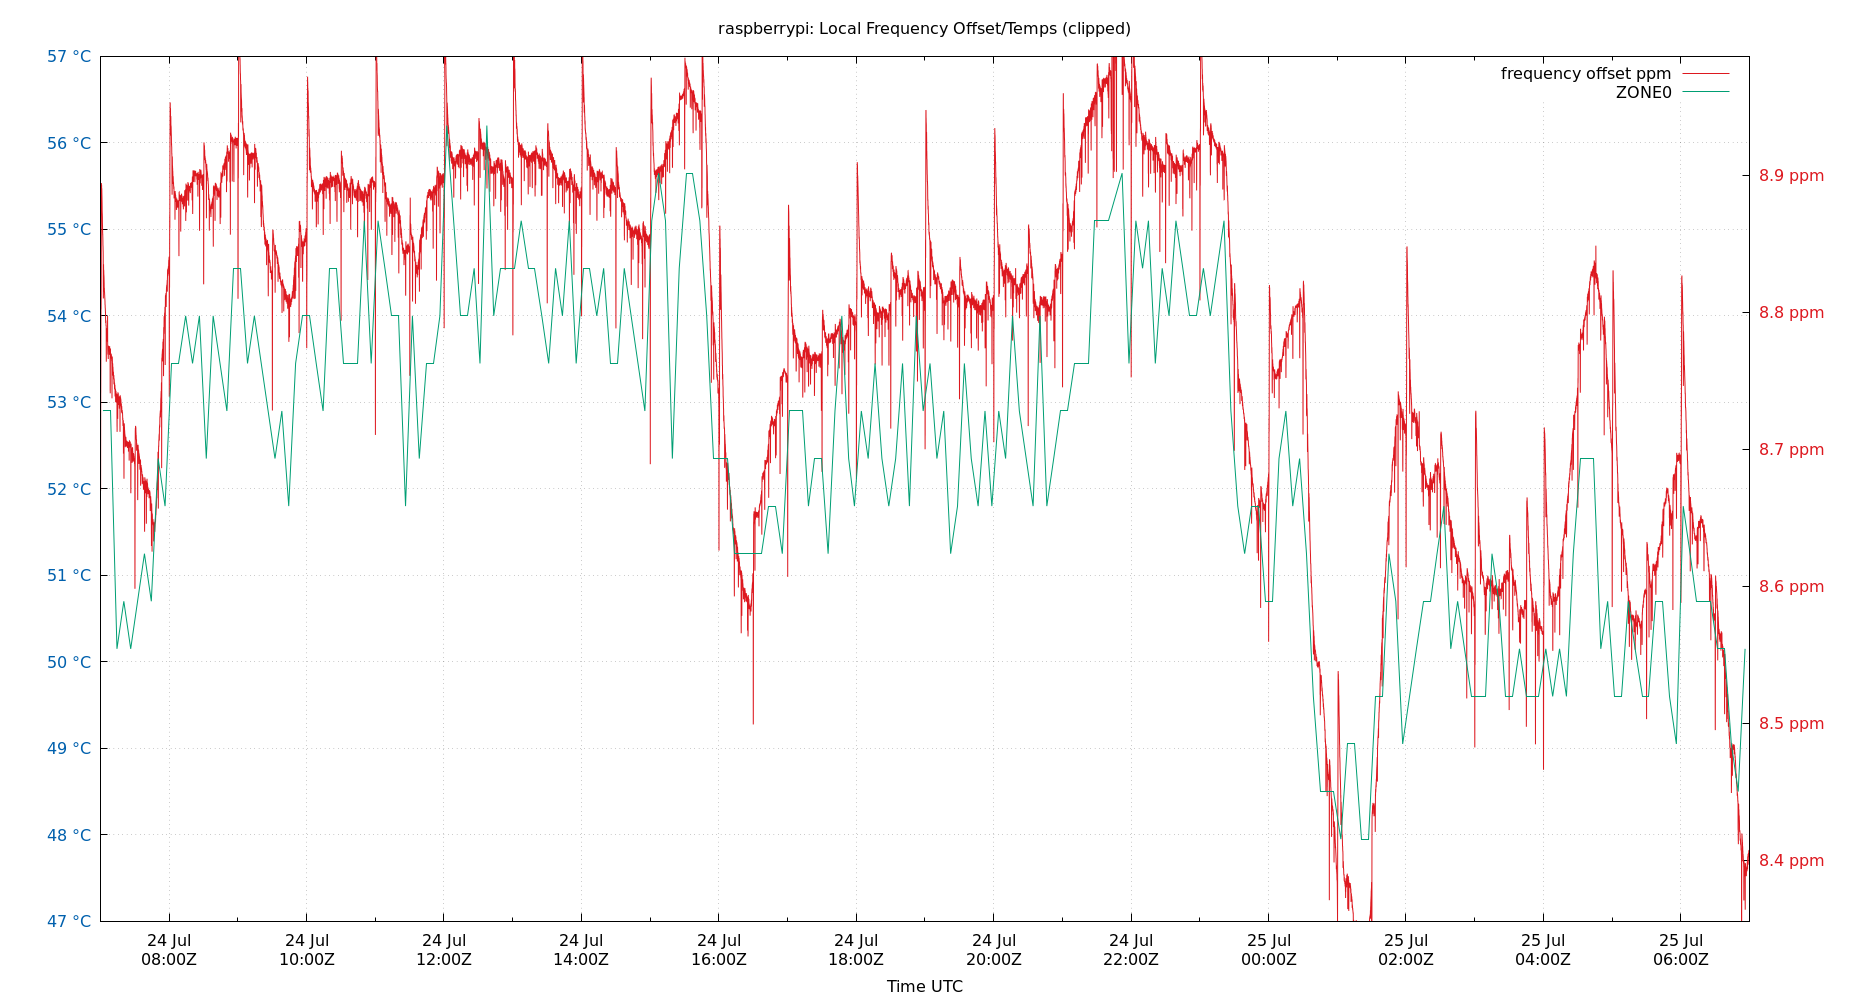 raspberrypi: Local Frequency Offset/Temps (clipped)
57 °C
56 °C
55 °C
54 °C
53 °C
52 °C
51 °C
50 °C
49 °C
48 °C
47 °C
frequency offset ppm
ZONE0
8.9 ppm
8.8 ppm
8.7 ppm
8.6 ppm
8.5 ppm
8.4 ppm
24 Jul 24 Jul 24 Jul 24 Jul 24 Jul 24 Jul 24 Jul 24 Jul 25 Jul 25 Jul 25 Jul 25 Jul
08:00Z 10:00Z 12:00Z 14:00Z 16:00Z 18:00Z 20:00Z 22:00Z 00:00Z 02:00Z 04:00Z 06:00Z
Time UTC